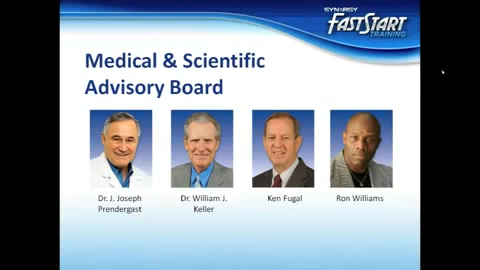 SYNERGY
FASTSTART
TRAINING
Medical & Scientific
Advisory Board
Dr. J. Joseph
Prendergast
Dr. William J.
Keller
Ken Fugal
Ron Williams